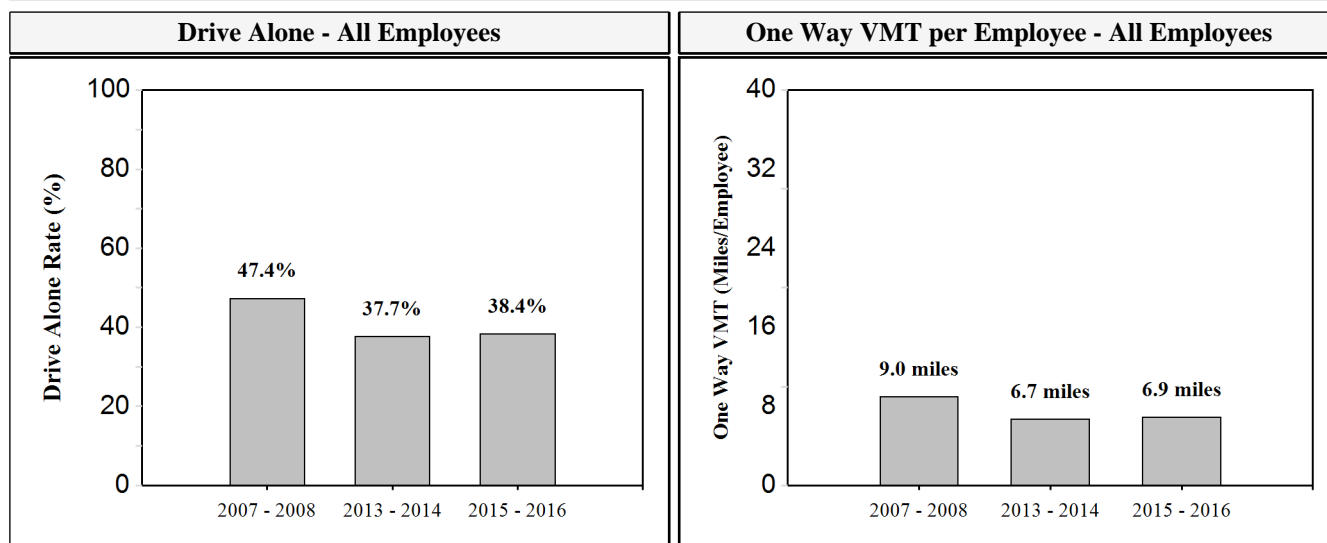 Drive Alone - All Employees
One Way VMT per Employee - All Employees
Drive Alone Rate (%)
100
80
60
40
20
0
47.4%
37.7%
38.4%
2007 - 2008
2013 - 2014
2015 - 2016
One Way VMT (Miles/Employee)
40
32
24
16
8
0
9.0 miles
6.7 miles
6.9 miles
2007 - 2008
2013 - 2014
2015 - 2016